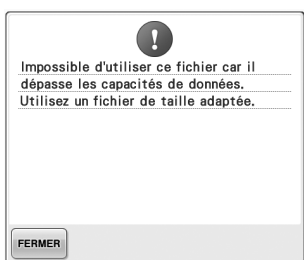 Impossible d'utiliser ce fichier car il
dépasse les capacités de données.
Utilisez un fichier de taille adaptée.
FERMER